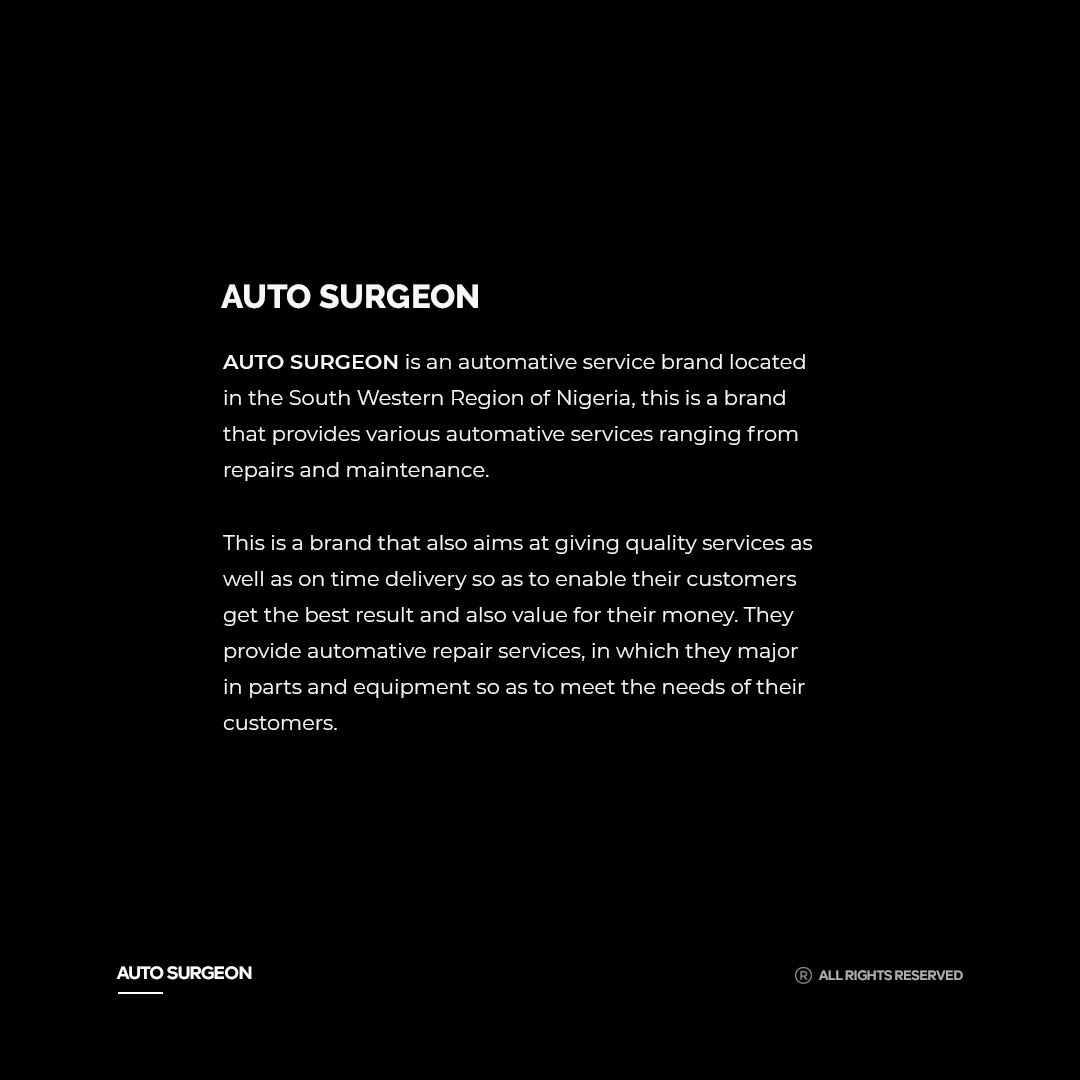 AUTO SURGEON
AUTO SURGEON is an automative service brand located
in the South Western Region of Nigeria, this is a brand
that provides various automative services ranging from
repairs and maintenance.
This is a brand that also aims at giving quality services as
well as on time delivery so as to enable their customers
get the best result and also value for their money. They
provide automative repair services, in which they major
in parts and equipment so as to meet the needs of their
customers.
AUTO SURGEON
® ALL RIGHTS RESERVED